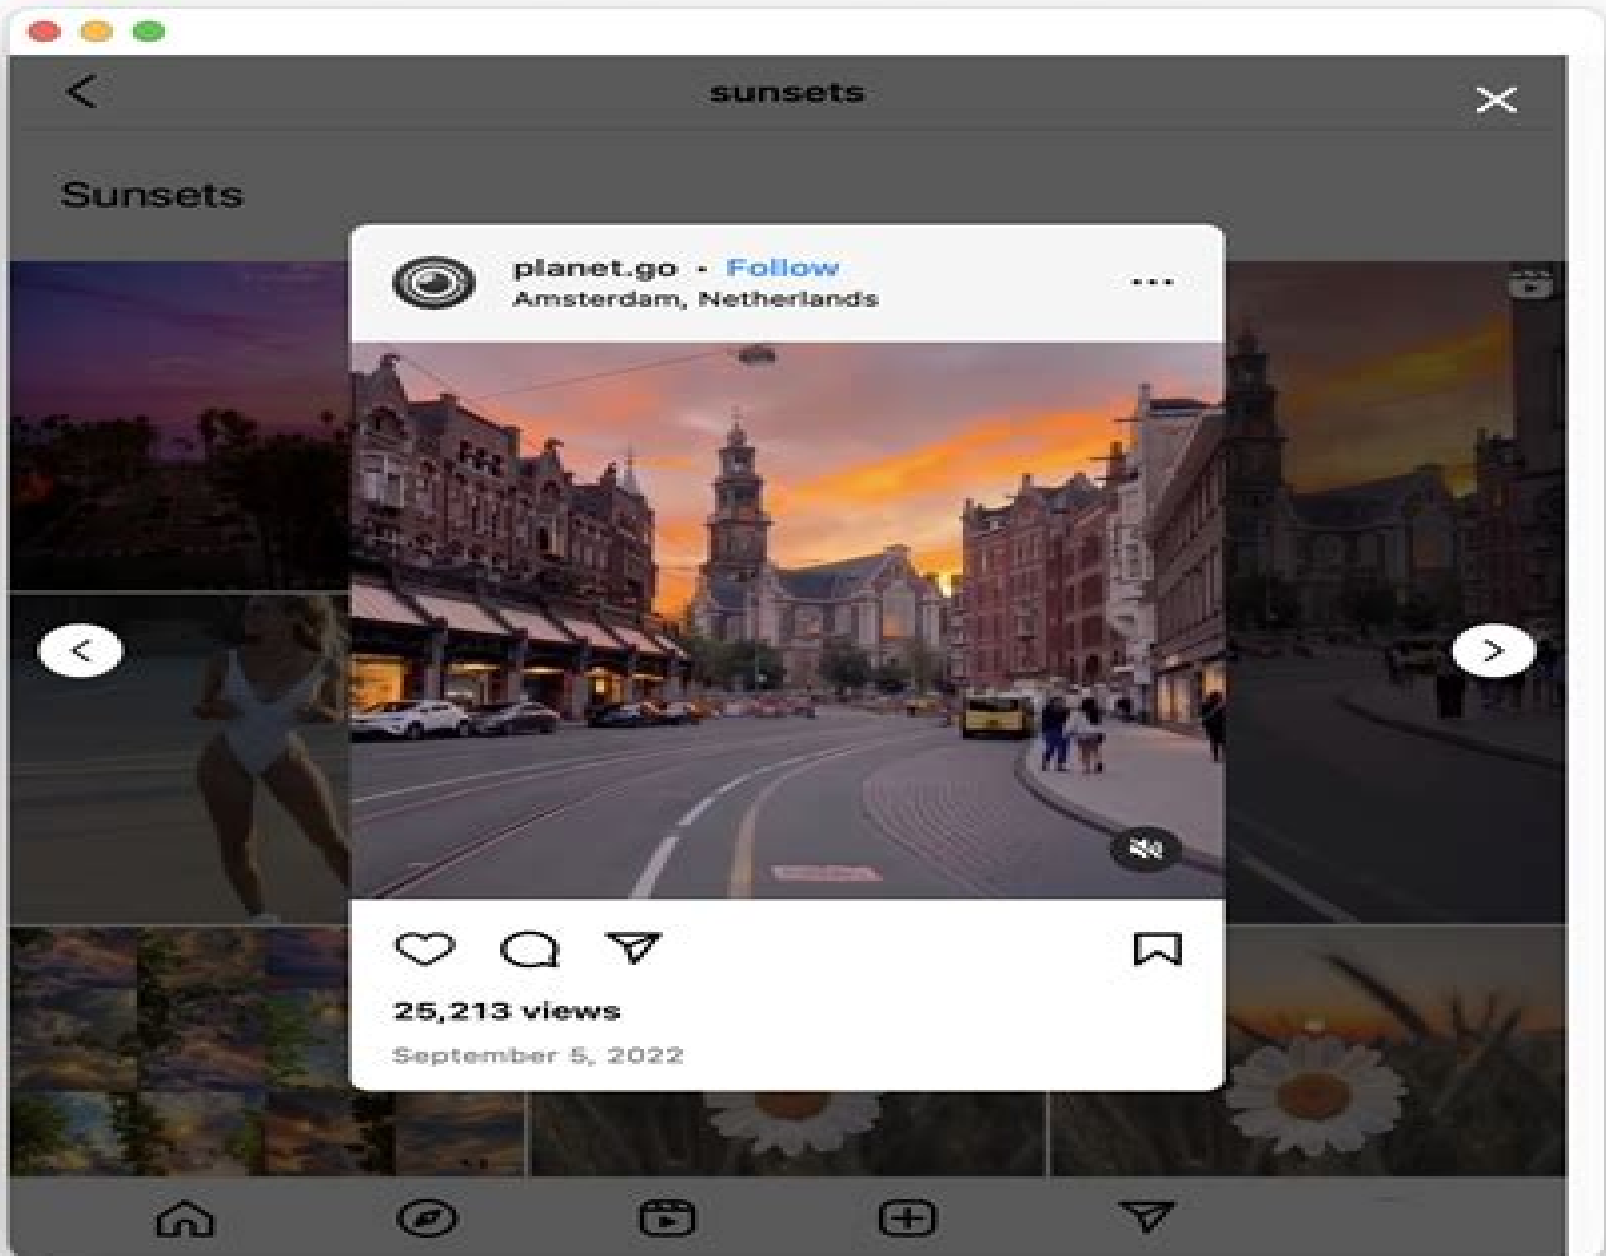 sunsets
Sunsets
planet.go • Follow
Amsterdam, Netherlands
25,213 views
September 5, 2022